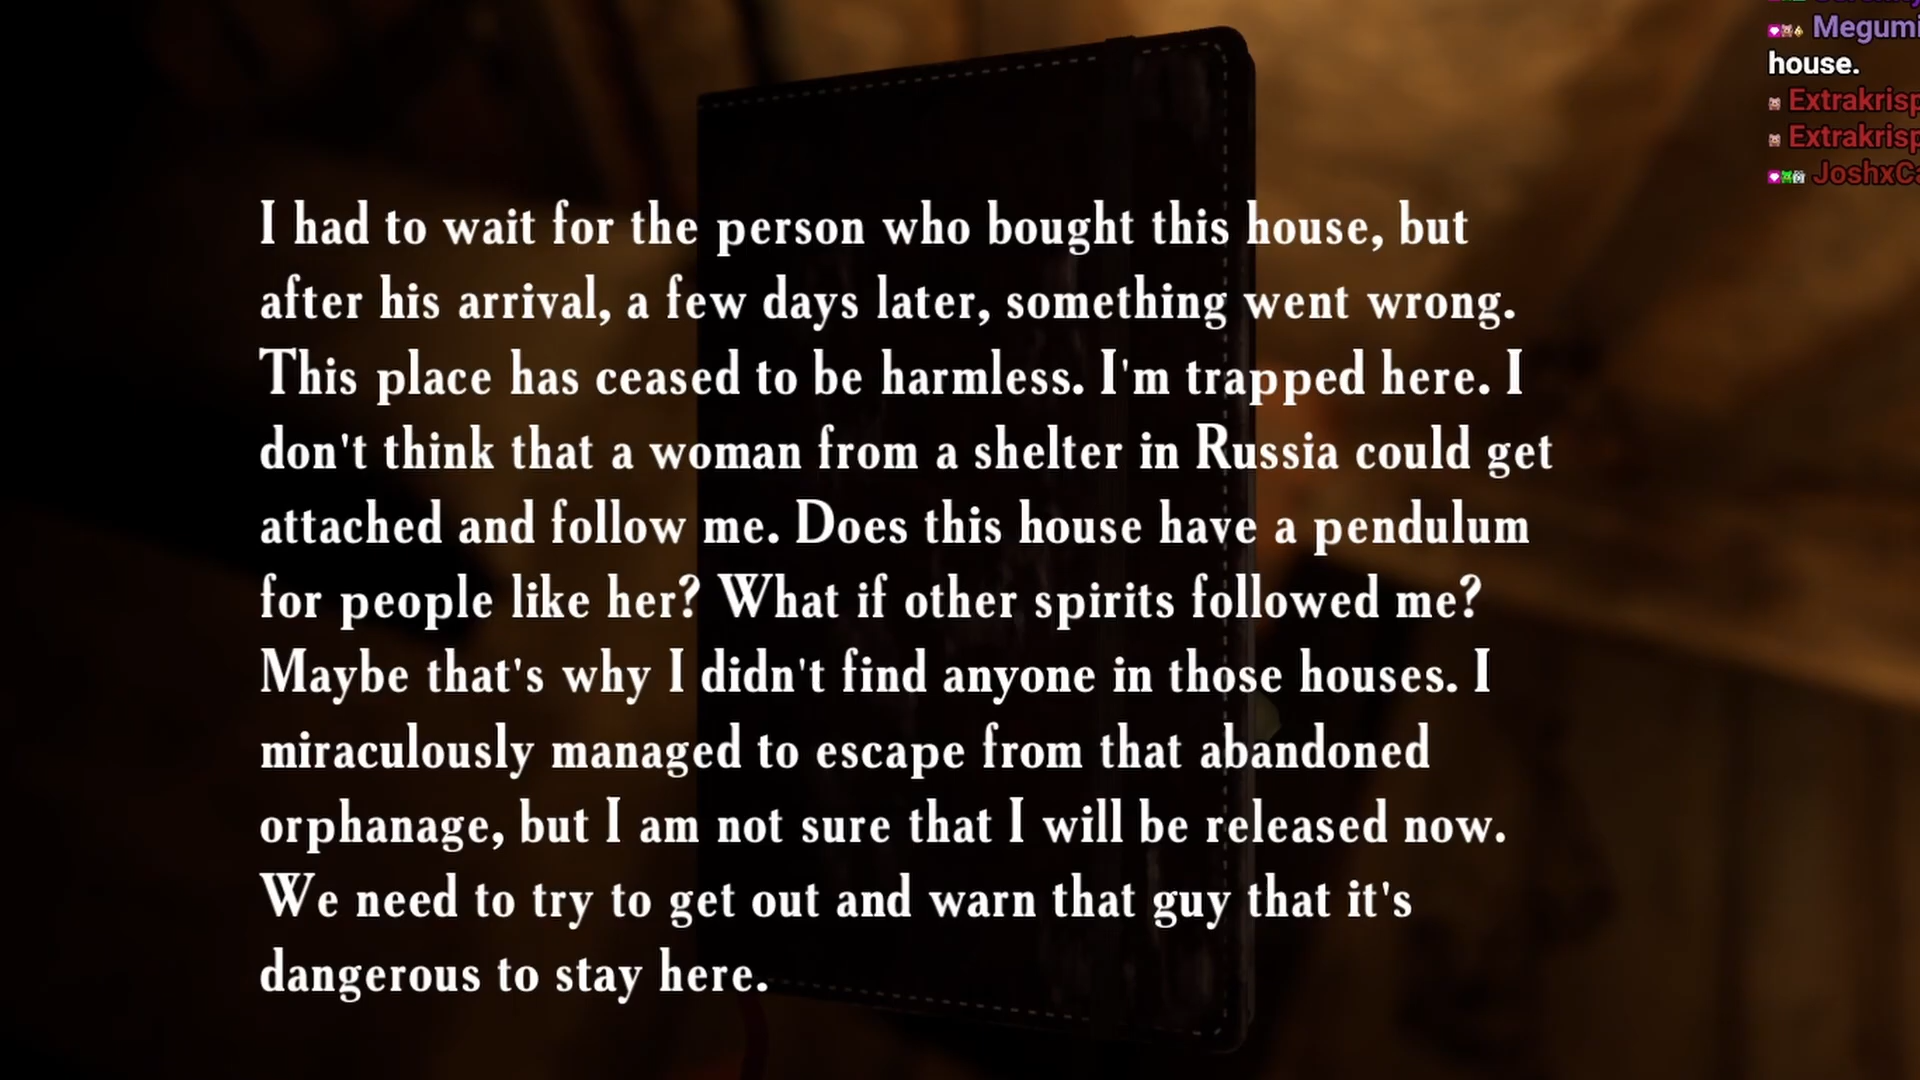 I had to wait for the person who bought this house, but
after his arrival, a few days later, something went wrong.
This place has ceased to be harmless. I'm trapped here. I
don't think that a woman from a shelter in Russia could get
attached and follow me. Does this house have a pendulum
for people like her? What if other spirits followed me?
Maybe that's why I didn't find anyone in those houses. I
miraculously managed to escape from that abandoned
orphanage, but I am not sure that I will be released now.
We need to try to get out and warn that guy that it's
dangerous to stay here.
Megumi
house.
Extrakrisp
Extrakrisp
JoshxCa